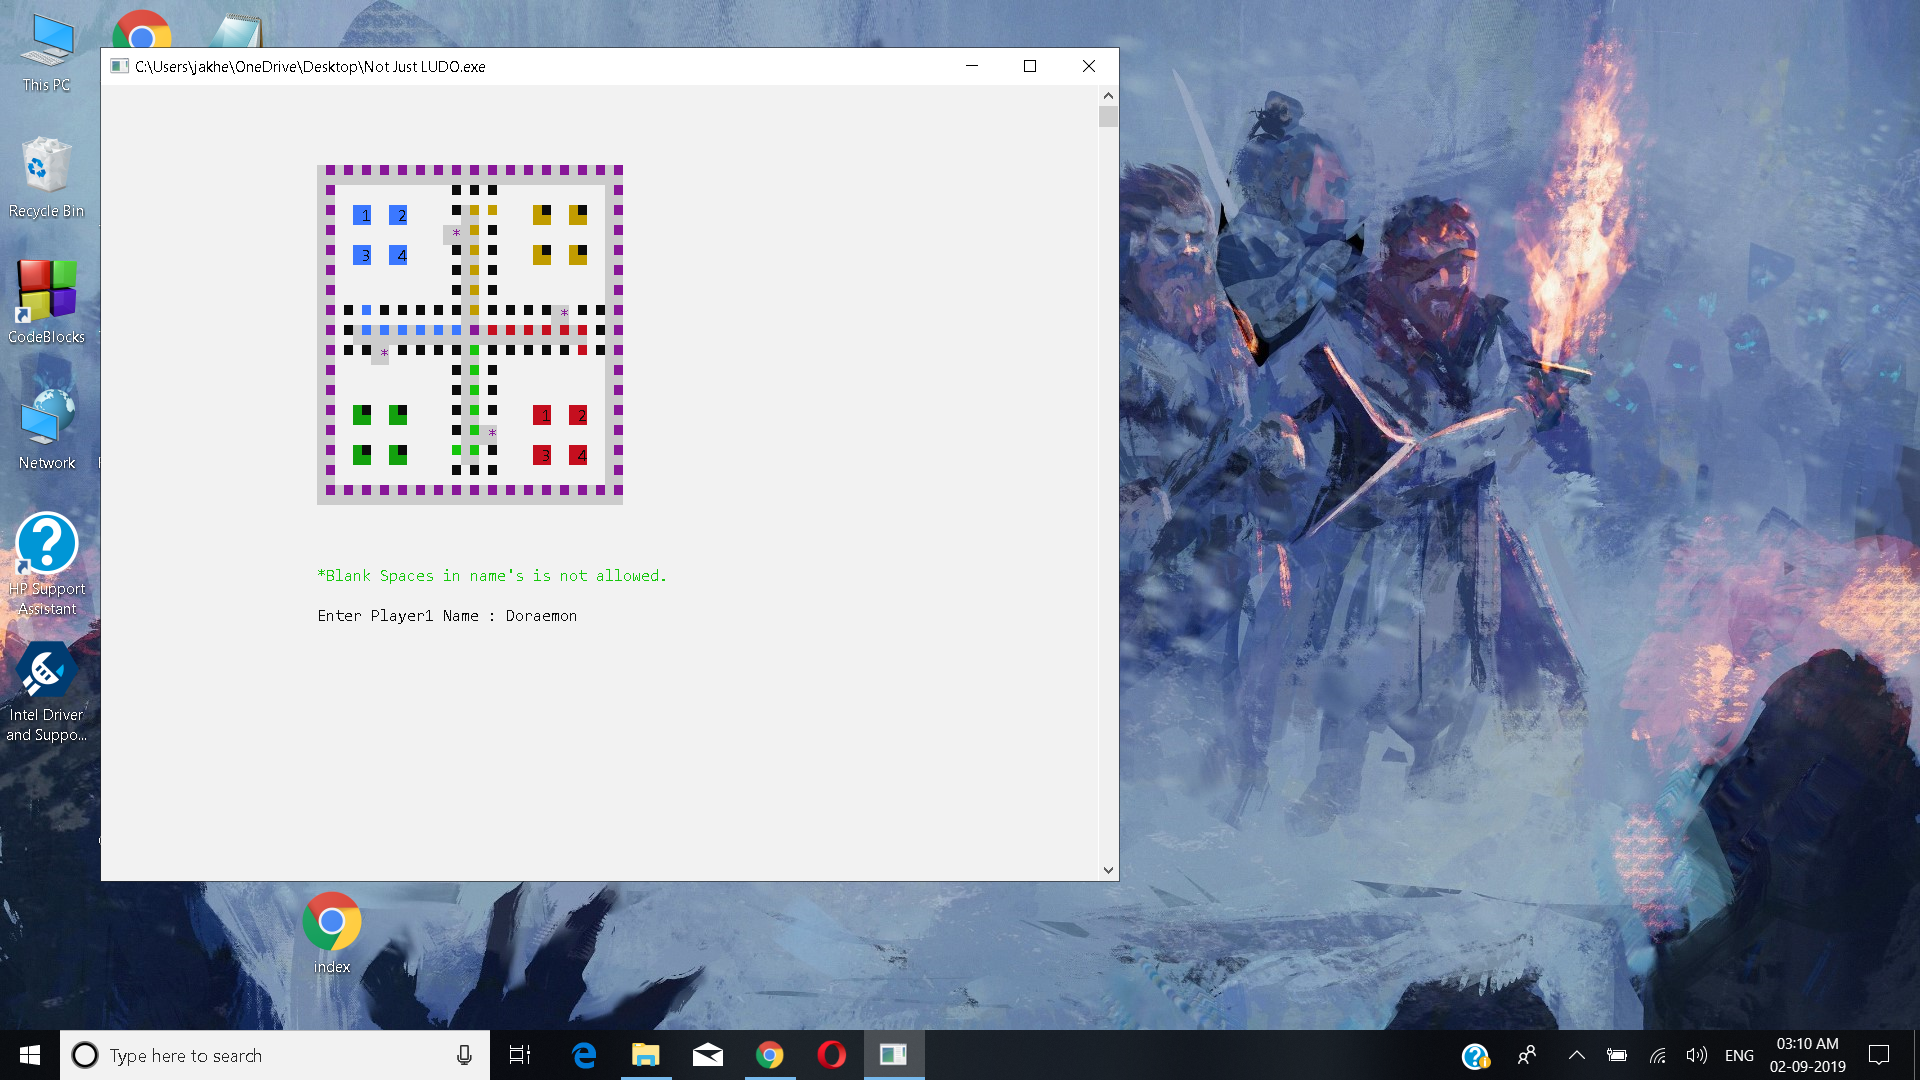 This PC
Recycle Bin
CodeBlocks
Network
HP Support
Assistant
Intel Driver
and Suppo...
C:\Users\jakhe\OneDrive\Desktop\Not Just LUDO.exe
1 2
*
3 4
*
*
1 2
*
3 4
*Blank Spaces in name's is not allowed.
Enter Player1 Name : Doraemon
index
Type here to search
ENG
03:10 AM
02-09-2019